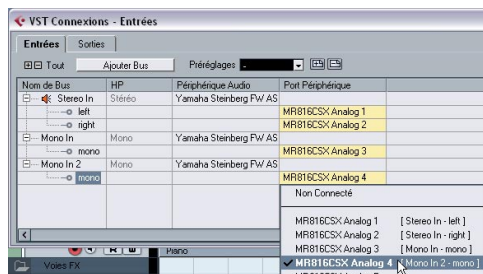 VST Connexions - Entrées
Entrées Sorties
Tout Ajouter Bus Préréglages -
Nom de Bus HP Périphérique Audio Port Périphérique
Stereo In Stéréo Yamaha Steinberg FW AS
left MR816CSX Analog 1
right MR816CSX Analog 2
Mono In Mono Yamaha Steinberg FW AS
mono MR816CSX Analog 3
Mono In 2 Mono Yamaha Steinberg FW AS
mono MR816CSX Analog 4
Non Connecté
MR816CSX Analog 1 [ Stereo In - left ]
MR816CSX Analog 2 [ Stereo In - right ]
MR816CSX Analog 3 [ Mono In - mono ]
MR816CSX Analog 4 [ Mono In 2 - mono ]
Voies FX R W Piano